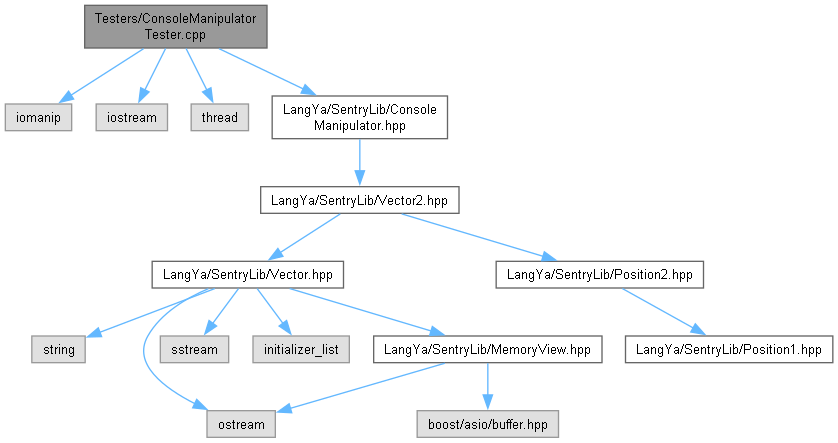 Testers/ConsoleManipulator
Tester.cpp
iomanip
iostream
thread
LangYa/SentryLib/Console
Manipulator.hpp
LangYa/SentryLib/Vector2.hpp
LangYa/SentryLib/Vector.hpp
LangYa/SentryLib/Position2.hpp
string
sstream
initializer_list
LangYa/SentryLib/MemoryView.hpp
LangYa/SentryLib/Position1.hpp
ostream
boost/asio/buffer.hpp